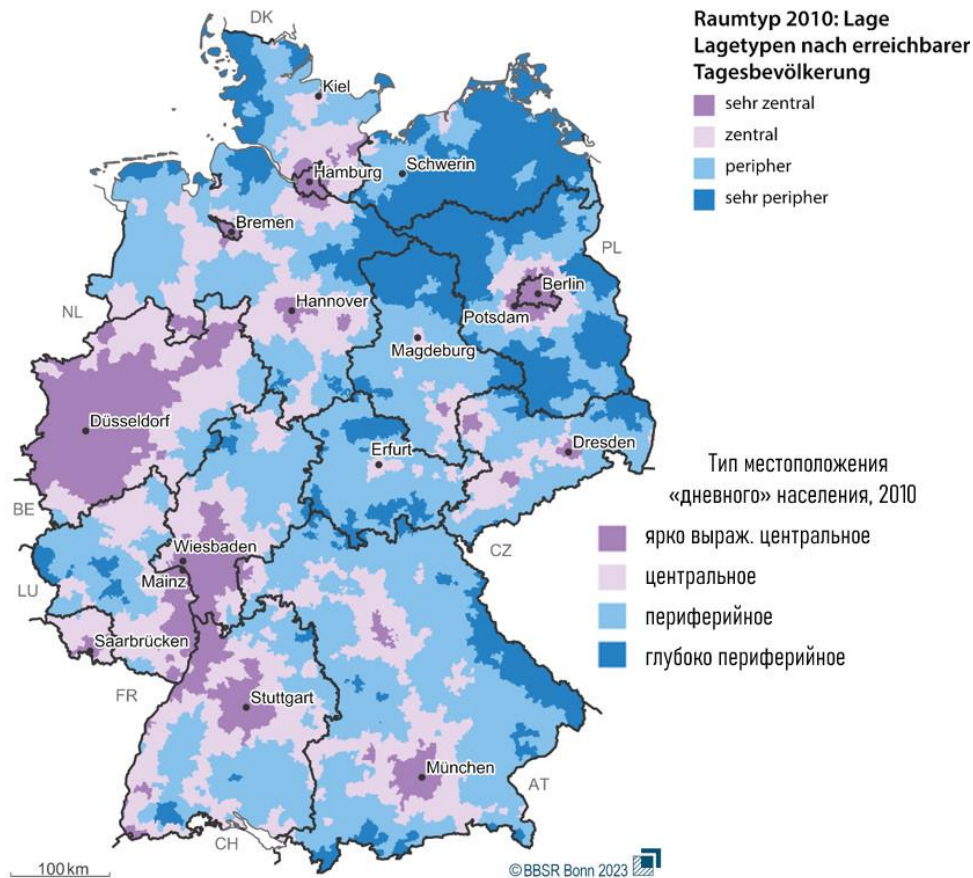 DK
Kiel
Hamburg
Schwerin
Bremen
PL
Berlin
NL
Hannover
Potsdam
Magdeburg
Düsseldorf
Erfurt
Dresden
BE
Wiesbaden
CZ
LU
Mainz
Saarbrücken
FR
Stuttgart
München
AT
CH
100 km
© BBSR Bonn 2023
Raumtyp 2010: Lage
Lagetypen nach erreichbarer
Tagesbevölkerung
sehr zentral
zentral
peripher
sehr peripher
Тип местоположения
«дневного» населения, 2010
ярко выраж. центральное
центральное
периферийное
глубоко периферийное